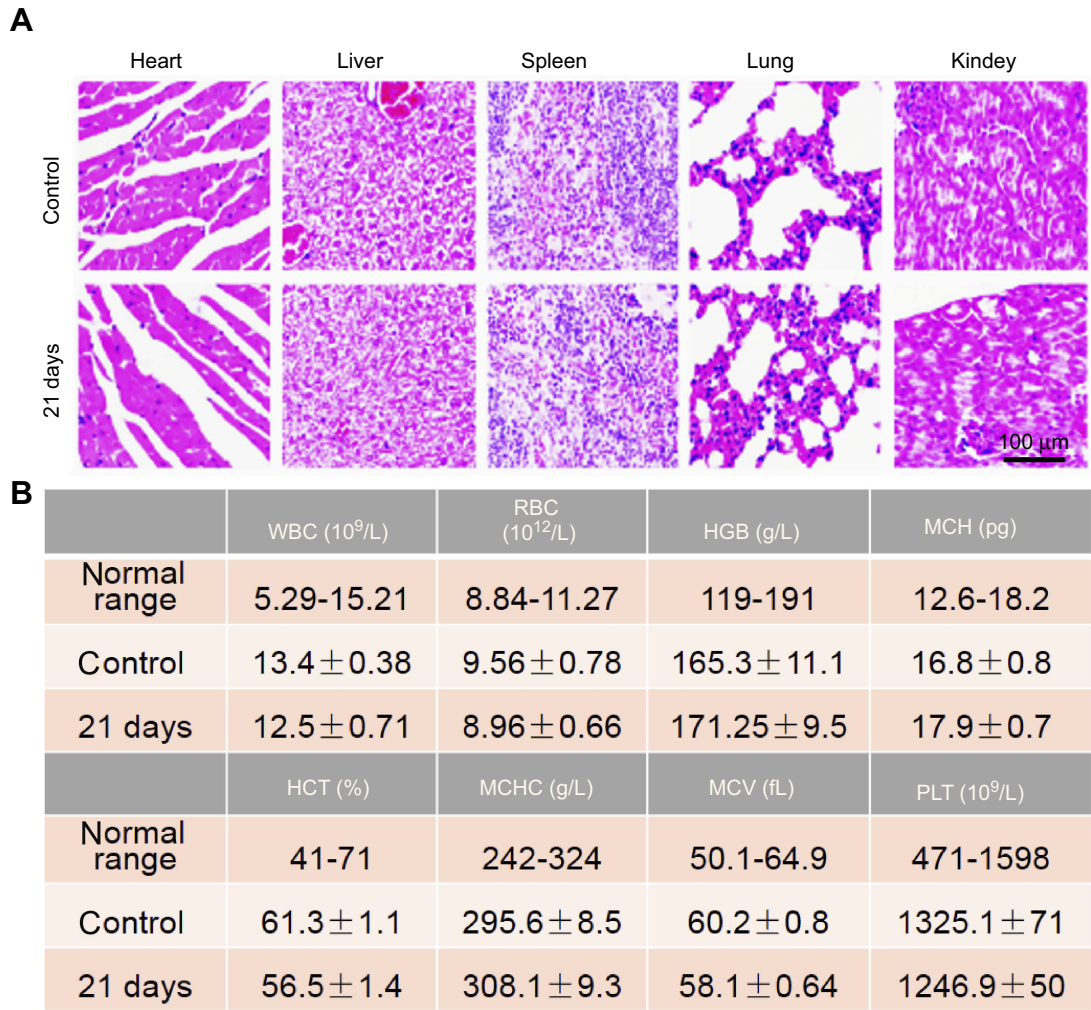 A
Heart Liver Spleen Lung Kindey
Control
21 days
100 μm
B
WBC (10⁹/L) RBC (10¹²/L) HGB (g/L) MCH (pg)
Normal range 5.29-15.21 8.84-11.27 119-191 12.6-18.2
Control 13.4±0.38 9.56±0.78 165.3±11.1 16.8±0.8
21 days 12.5±0.71 8.96±0.66 171.25±9.5 17.9±0.7
HCT (%) MCHC (g/L) MCV (fL) PLT (10⁹/L)
Normal range 41-71 242-324 50.1-64.9 471-1598
Control 61.3±1.1 295.6±8.5 60.2±0.8 1325.1±71
21 days 56.5±1.4 308.1±9.3 58.1±0.64 1246.9±50